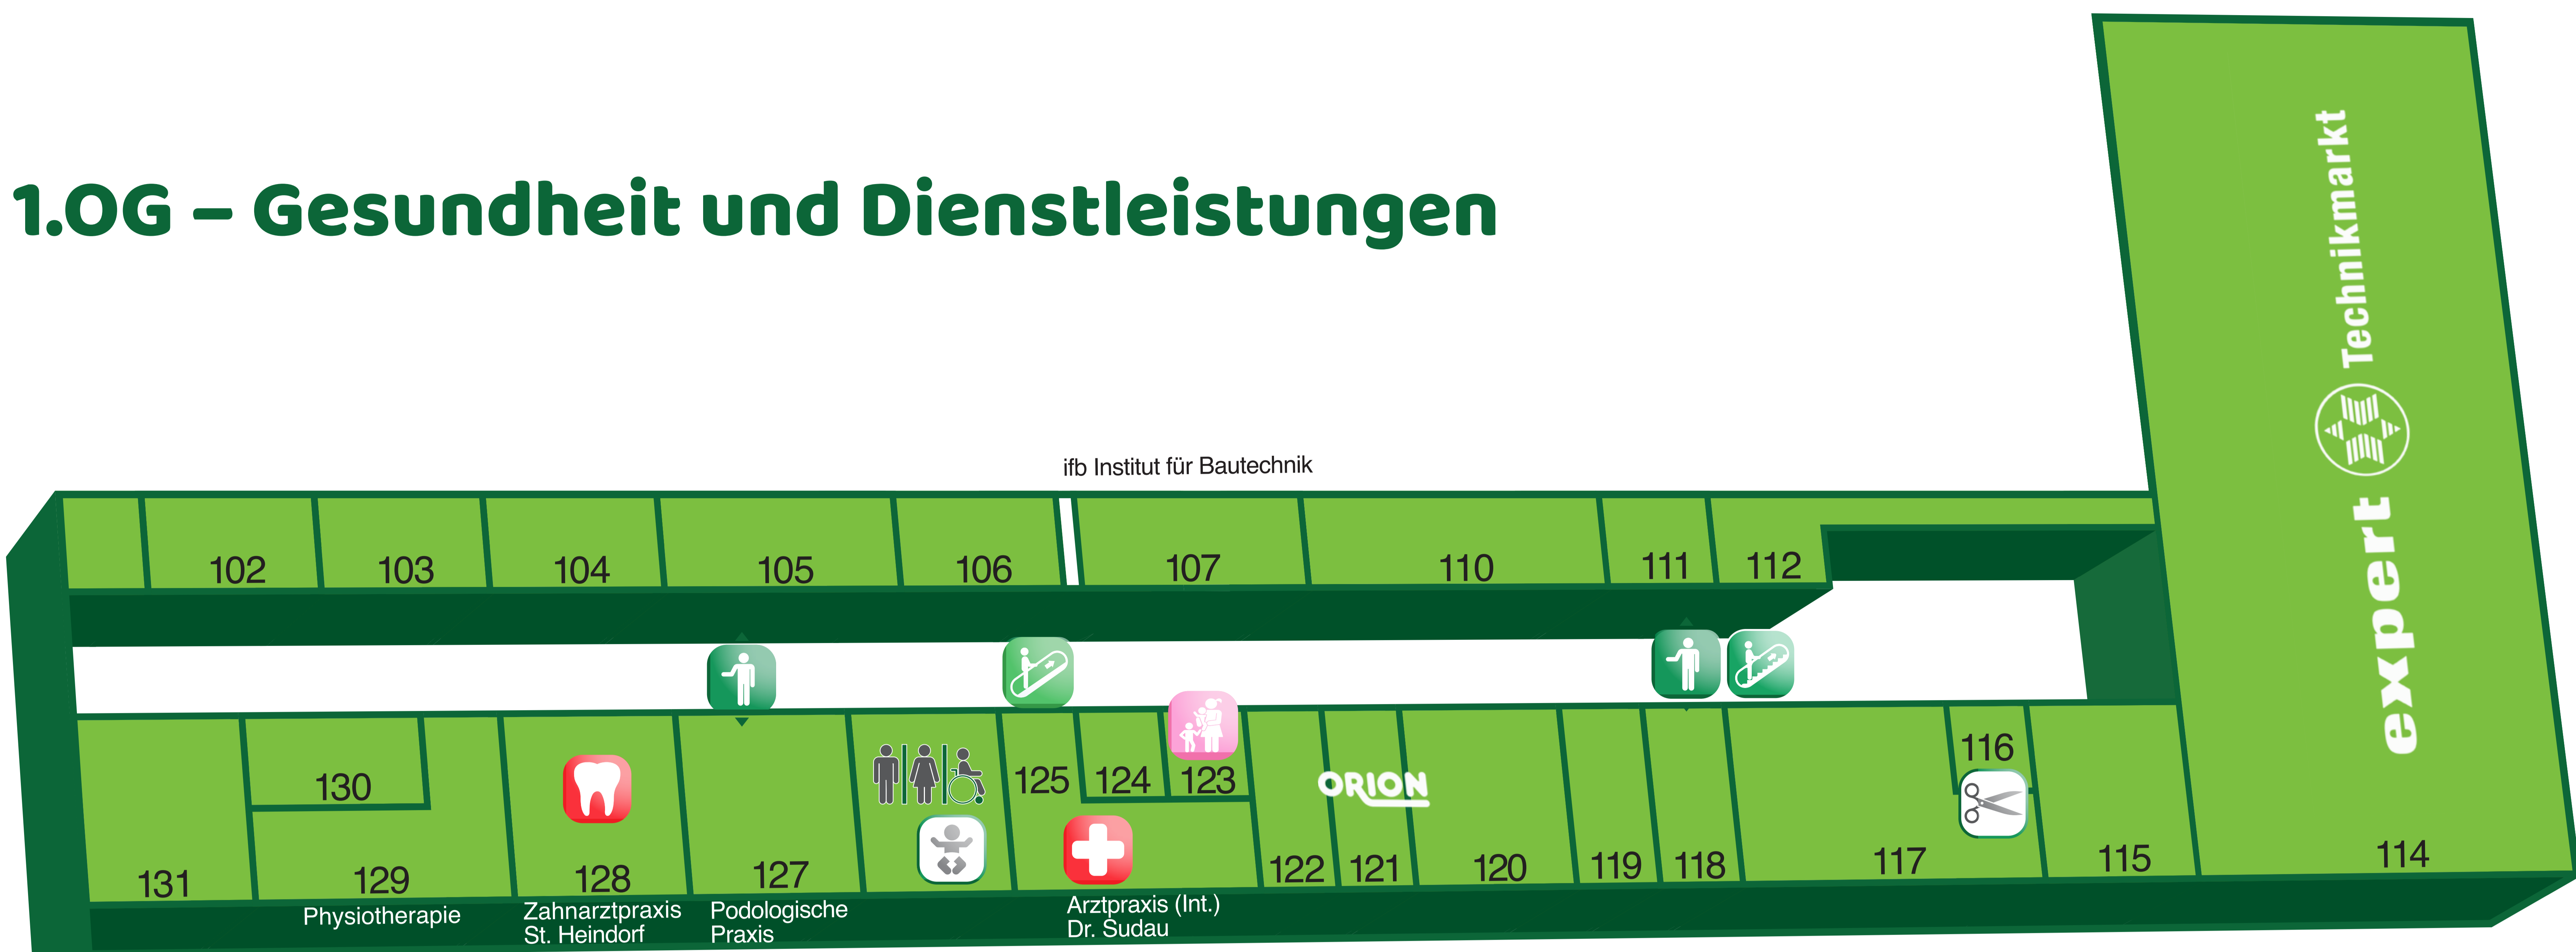 1.OG – Gesundheit und Dienstleistungen
expert Technikmarkt
ifb Institut für Bautechnik
102
103
104
105
106
107
110
111
112
131
130
129
128
127
125
124
123
122
121
ORION
120
119
118
117
116
115
114
Physiotherapie
Zahnarztpraxis
St. Heindorf
Podologische
Praxis
Arztpraxis (Int.)
Dr. Sudau